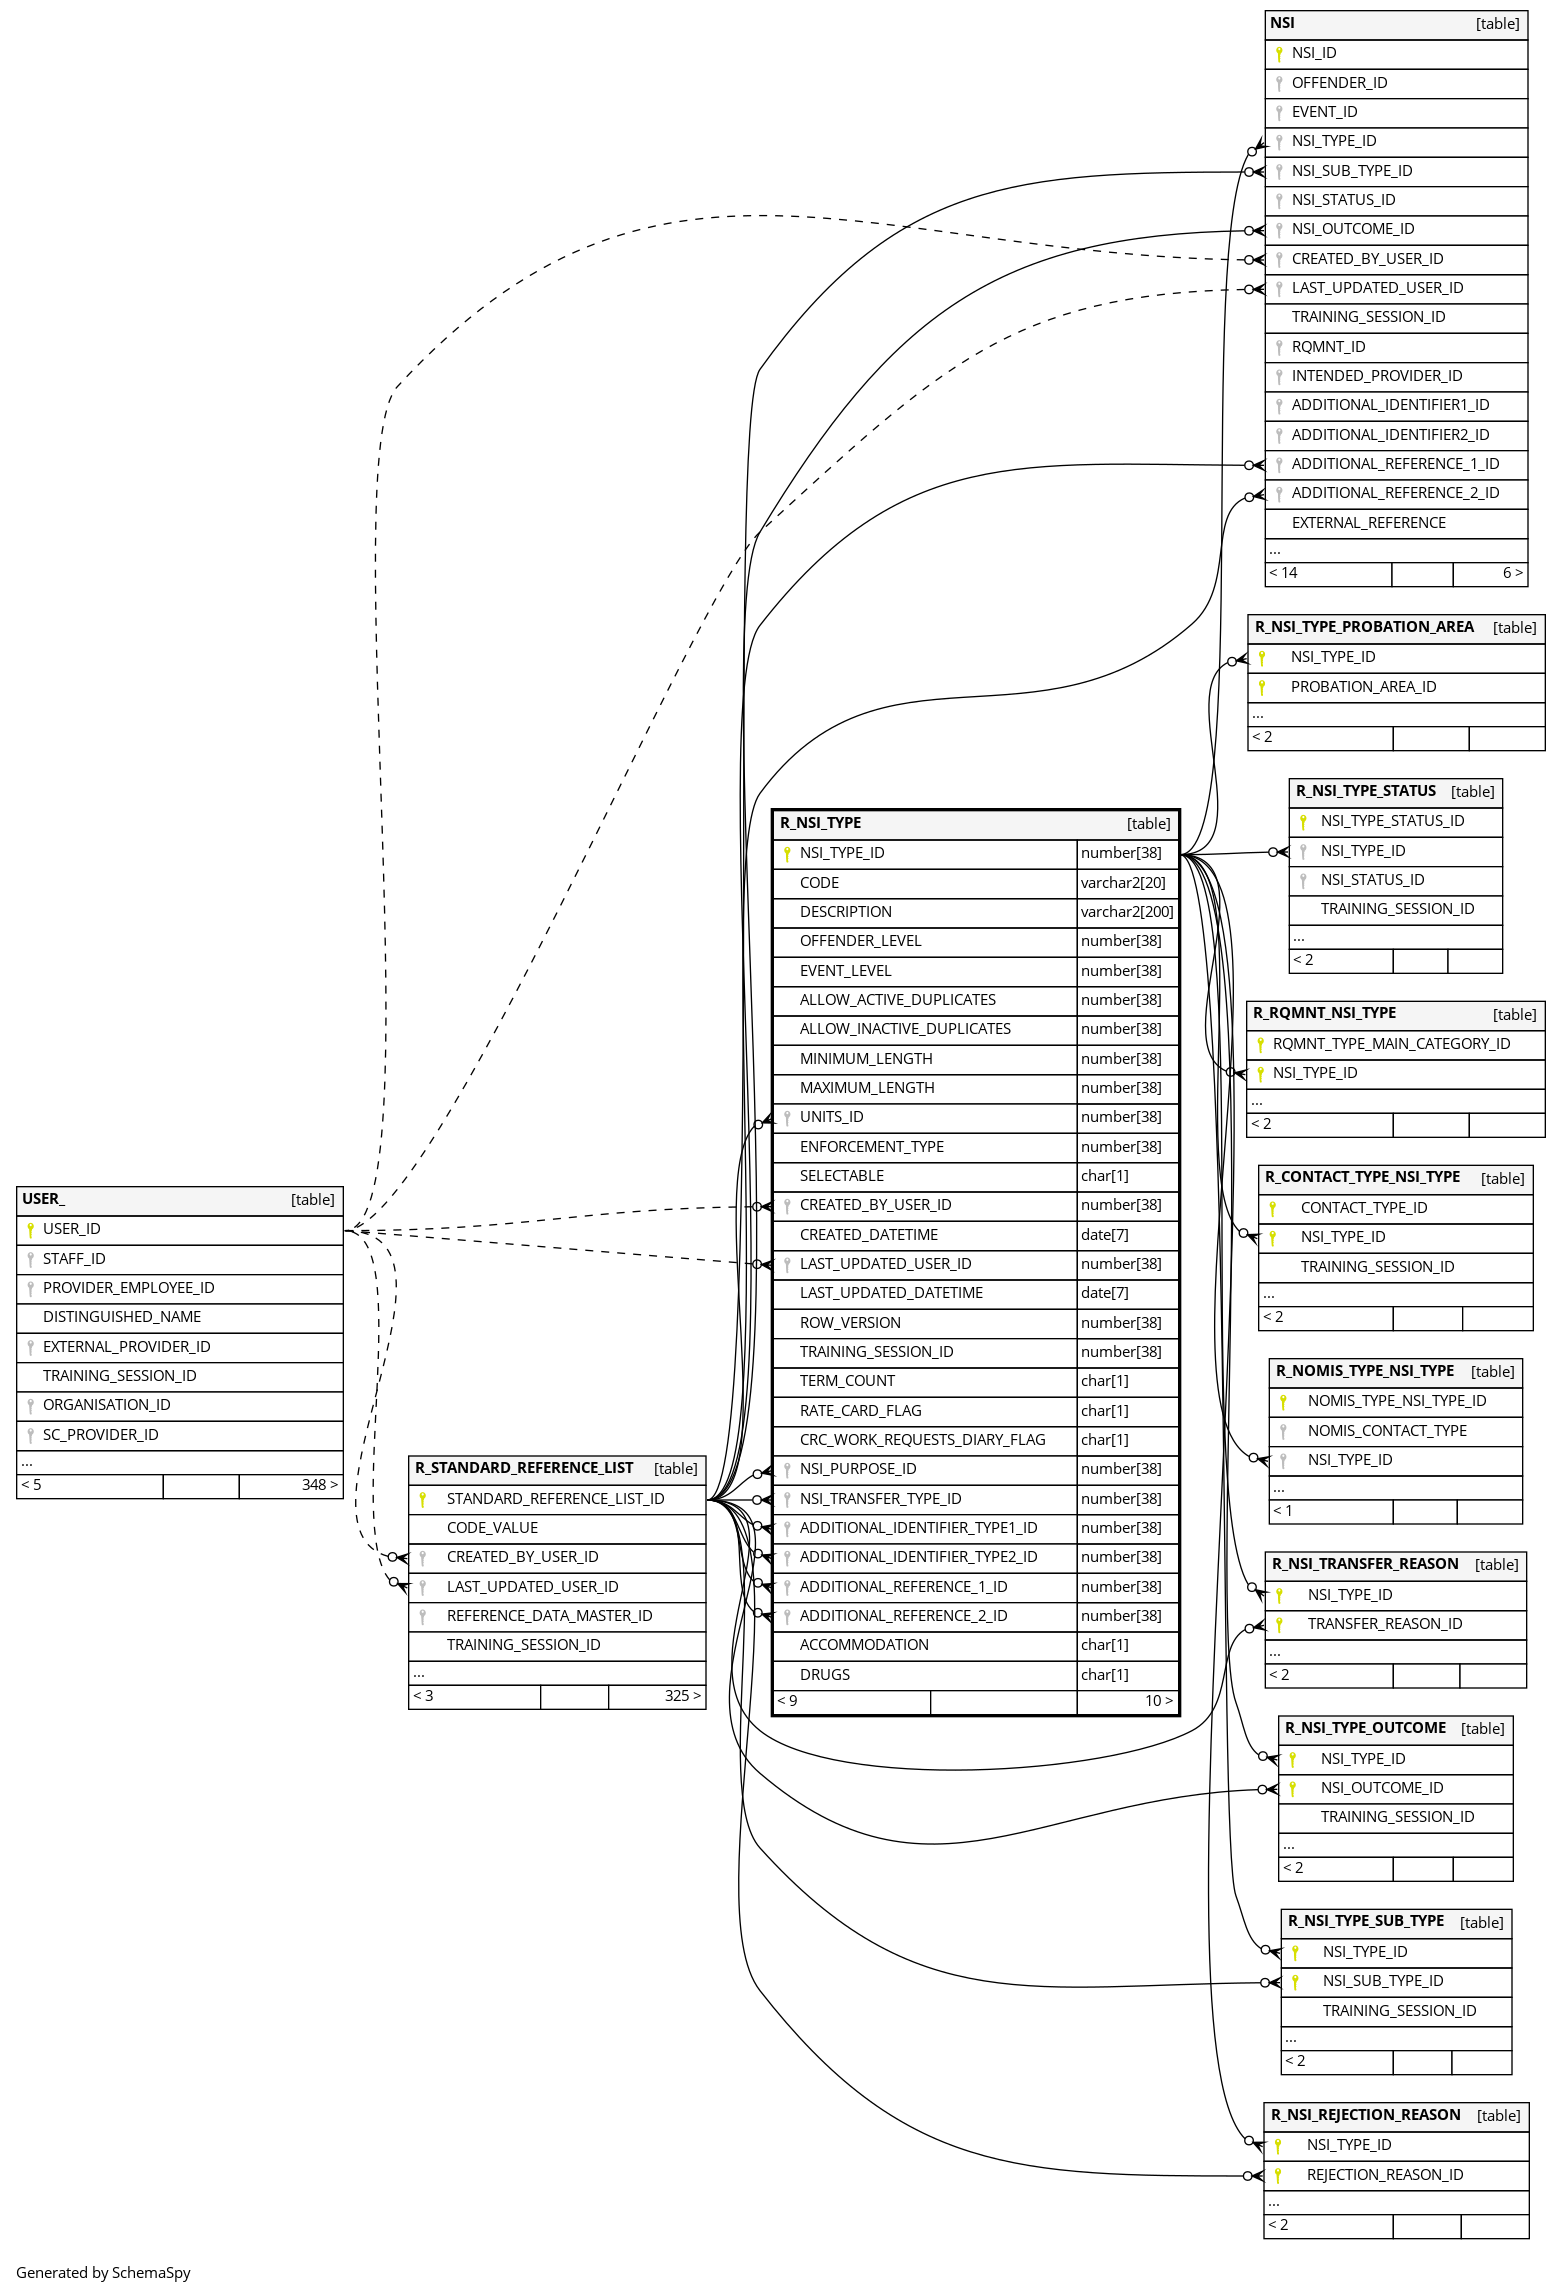 NSI [table]
NSI_ID
OFFENDER_ID
EVENT_ID
NSI_TYPE_ID
NSI_SUB_TYPE_ID
NSI_STATUS_ID
NSI_OUTCOME_ID
CREATED_BY_USER_ID
LAST_UPDATED_USER_ID
TRAINING_SESSION_ID
RQMNT_ID
INTENDED_PROVIDER_ID
ADDITIONAL_IDENTIFIER1_ID
ADDITIONAL_IDENTIFIER2_ID
ADDITIONAL_REFERENCE_1_ID
ADDITIONAL_REFERENCE_2_ID
EXTERNAL_REFERENCE
...
< 14 6 >
R_NSI_TYPE_PROBATION_AREA [table]
NSI_TYPE_ID
PROBATION_AREA_ID
...
< 2
R_NSI_TYPE_STATUS [table]
NSI_TYPE_STATUS_ID
NSI_TYPE_ID
NSI_STATUS_ID
TRAINING_SESSION_ID
...
< 2
R_NSI_TYPE [table]
NSI_TYPE_ID number[38]
CODE varchar2[20]
DESCRIPTION varchar2[200]
OFFENDER_LEVEL number[38]
EVENT_LEVEL number[38]
ALLOW_ACTIVE_DUPLICATES number[38]
ALLOW_INACTIVE_DUPLICATES number[38]
MINIMUM_LENGTH number[38]
MAXIMUM_LENGTH number[38]
UNITS_ID number[38]
ENFORCEMENT_TYPE number[38]
SELECTABLE char[1]
CREATED_BY_USER_ID number[38]
CREATED_DATETIME date[7]
LAST_UPDATED_USER_ID number[38]
LAST_UPDATED_DATETIME date[7]
ROW_VERSION number[38]
TRAINING_SESSION_ID number[38]
TERM_COUNT char[1]
RATE_CARD_FLAG char[1]
CRC_WORK_REQUESTS_DIARY_FLAG char[1]
NSI_PURPOSE_ID number[38]
NSI_TRANSFER_TYPE_ID number[38]
ADDITIONAL_IDENTIFIER_TYPE1_ID number[38]
ADDITIONAL_IDENTIFIER_TYPE2_ID number[38]
ADDITIONAL_REFERENCE_1_ID number[38]
ADDITIONAL_REFERENCE_2_ID number[38]
ACCOMMODATION char[1]
DRUGS char[1]
< 9 10 >
R_RQMNT_NSI_TYPE [table]
RQMNT_TYPE_MAIN_CATEGORY_ID
NSI_TYPE_ID
...
< 2
R_CONTACT_TYPE_NSI_TYPE [table]
CONTACT_TYPE_ID
NSI_TYPE_ID
TRAINING_SESSION_ID
...
< 2
USER_ [table]
USER_ID
STAFF_ID
PROVIDER_EMPLOYEE_ID
DISTINGUISHED_NAME
EXTERNAL_PROVIDER_ID
TRAINING_SESSION_ID
ORGANISATION_ID
SC_PROVIDER_ID
...
< 5 348 >
R_NOMIS_TYPE_NSI_TYPE [table]
NOMIS_TYPE_NSI_TYPE_ID
NOMIS_CONTACT_TYPE
NSI_TYPE_ID
...
< 1
R_STANDARD_REFERENCE_LIST [table]
STANDARD_REFERENCE_LIST_ID
CODE_VALUE
CREATED_BY_USER_ID
LAST_UPDATED_USER_ID
REFERENCE_DATA_MASTER_ID
TRAINING_SESSION_ID
...
< 3 325 >
R_NSI_TRANSFER_REASON [table]
NSI_TYPE_ID
TRANSFER_REASON_ID
...
< 2
R_NSI_TYPE_OUTCOME [table]
NSI_TYPE_ID
NSI_OUTCOME_ID
TRAINING_SESSION_ID
...
< 2
R_NSI_TYPE_SUB_TYPE [table]
NSI_TYPE_ID
NSI_SUB_TYPE_ID
TRAINING_SESSION_ID
...
< 2
R_NSI_REJECTION_REASON [table]
NSI_TYPE_ID
REJECTION_REASON_ID
...
< 2
Generated by SchemaSpy